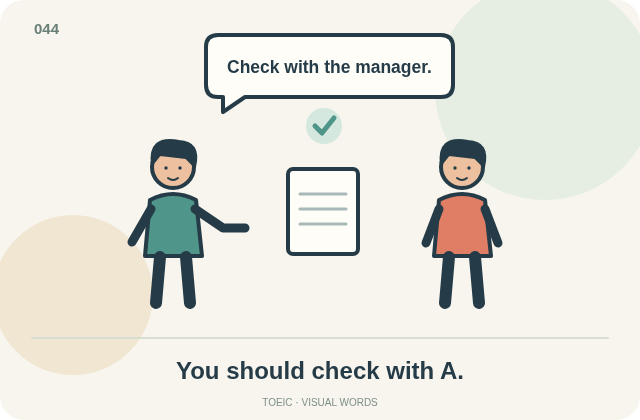 044
Check with the manager.
You should check with A.
TOEIC · VISUAL WORDS